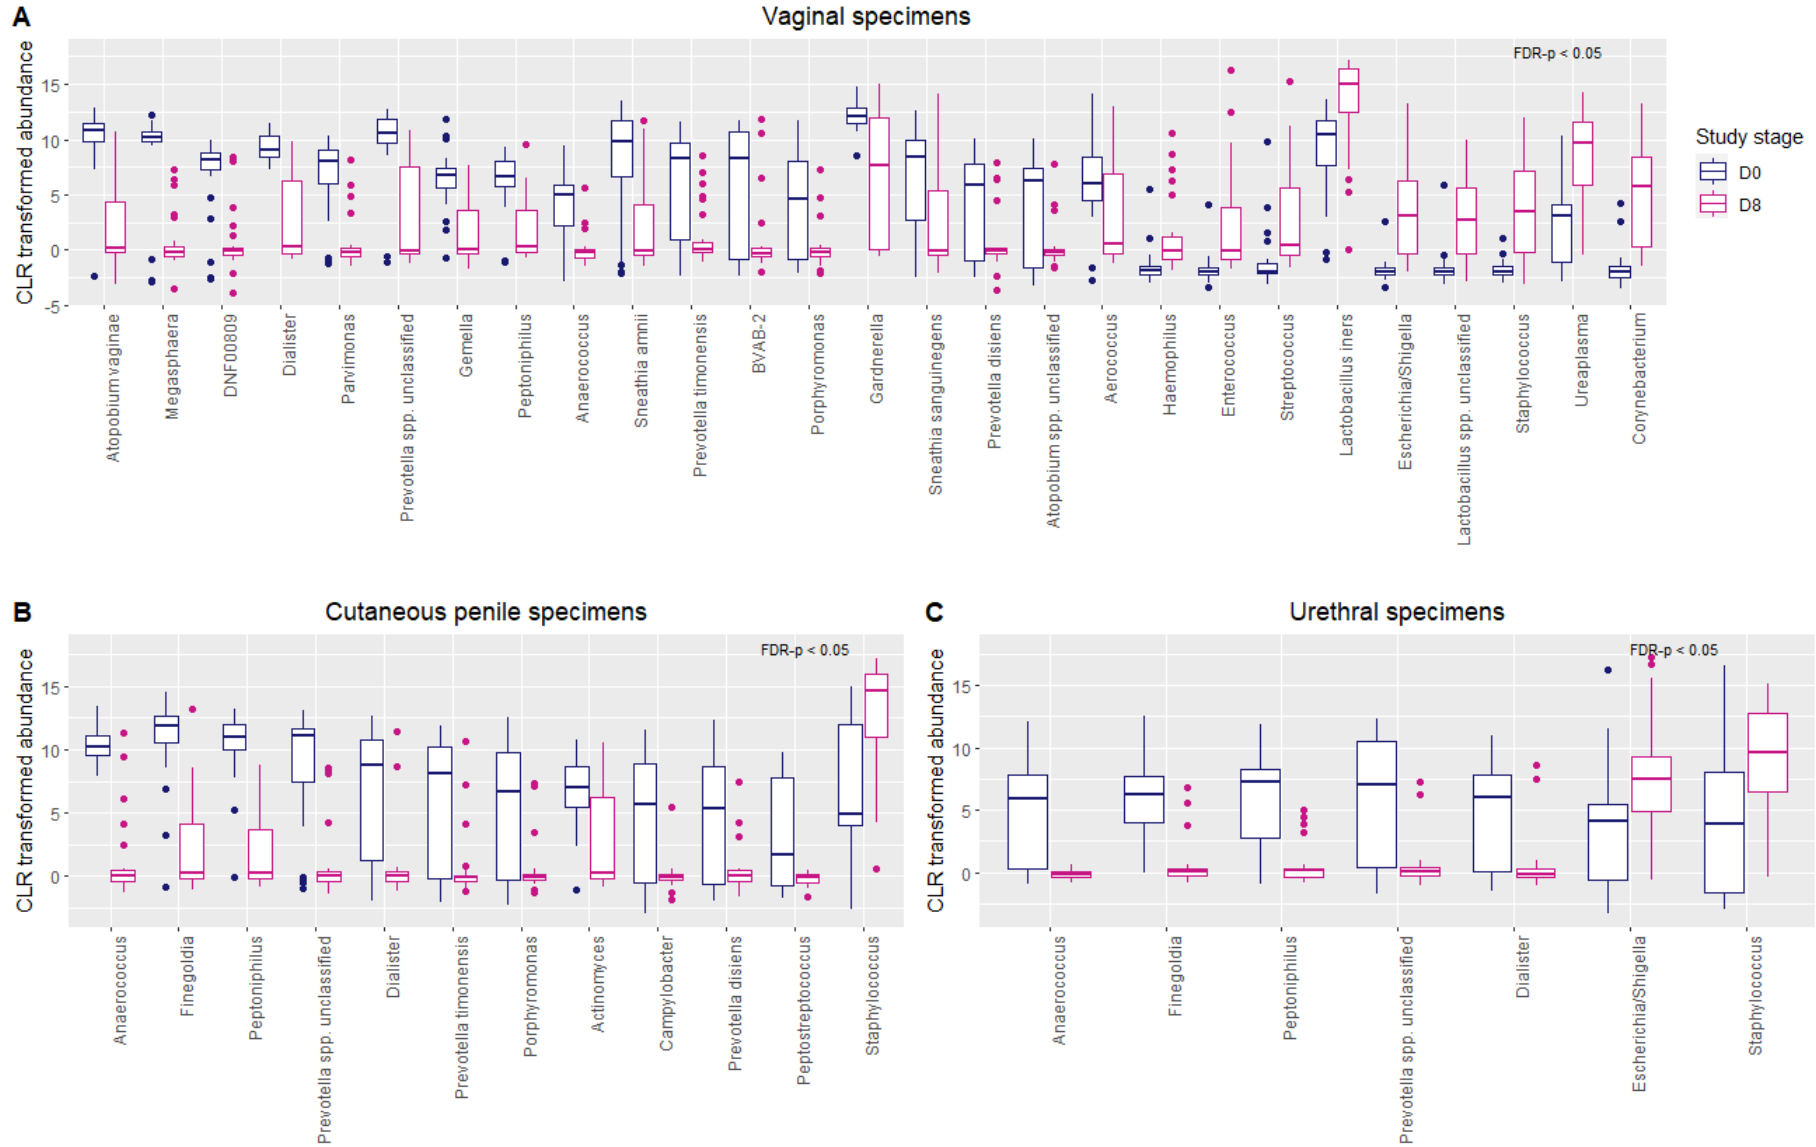 A
Vaginal specimens
CLR transformed abundance
15
10
5
0
-5
FDR-p < 0.05
Atopobium vaginae
Megasphaera
DNF00809
Dialister
Parvimonas
Prevotella spp. unclassified
Gemella
Peptoniphilus
Anaerococcus
Sneathia amnii
Prevotella timonensis
BVAB-2
Porphyromonas
Gardnerella
Sneathia sanguinegens
Prevotella disiens
Atopobium spp. unclassified
Aerococcus
Haemophilus
Enterococcus
Streptococcus
Lactobacillus iners
Escherichia/Shigella
Lactobacillus spp. unclassified
Staphylococcus
Ureaplasma
Corynebacterium
Study stage
D0
D8
B
Cutaneous penile specimens
CLR transformed abundance
15
10
5
0
FDR-p < 0.05
Anaerococcus
Finegoldia
Peptoniphilus
Prevotella spp. unclassified
Dialister
Prevotella timonensis
Porphyromonas
Actinomyces
Campylobacter
Prevotella disiens
Peptostreptococcus
Staphylococcus
C
Urethral specimens
CLR transformed abundance
15
10
5
0
FDR-p < 0.05
Anaerococcus
Finegoldia
Peptoniphilus
Prevotella spp. unclassified
Dialister
Escherichia/Shigella
Staphylococcus